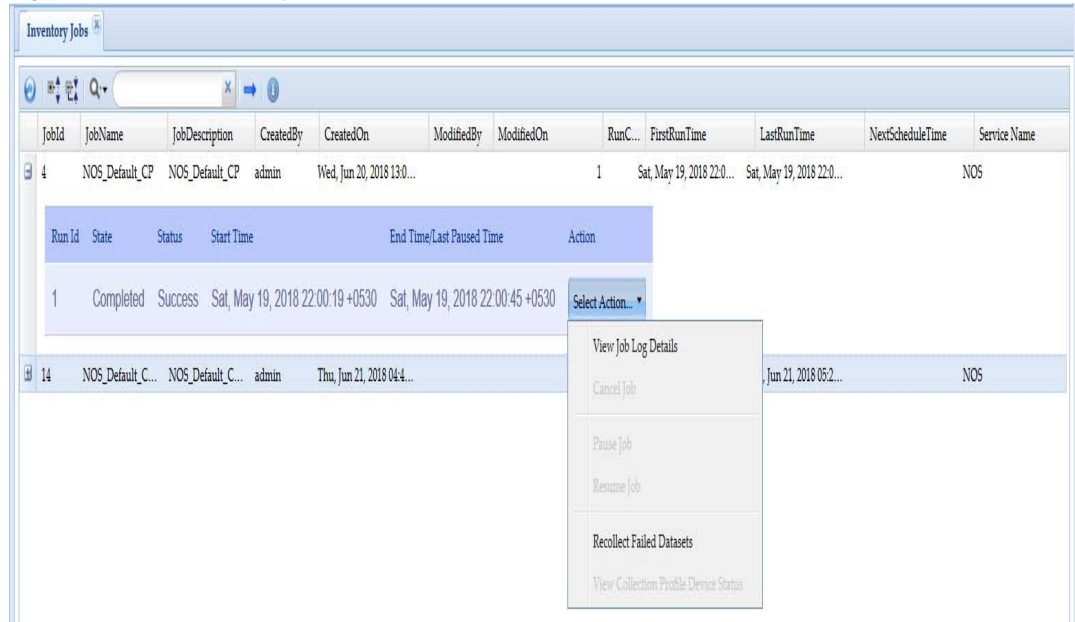 Inventory Jobs
JobId JobName JobDescription CreatedBy CreatedOn ModifiedBy ModifiedOn RunC... FirstRunTime LastRunTime NextScheduleTime Service Name
4 NOS_Default_CP NOS_Default_CP admin Wed, Jun 20, 2018 13:0... 1 Sat, May 19, 2018 22:0... Sat, May 19, 2018 22:0... NOS
Run Id State Status Start Time End Time/Last Paused Time Action
1 Completed Success Sat, May 19, 2018 22:00:19 +0530 Sat, May 19, 2018 22:00:45 +0530 Select Action...
View Job Log Details
14 NOS_Default_C... NOS_Default_C... admin Thu, Jun 21, 2018 04:4... , Jun 21, 2018 05:2... NOS
Cancel Job
Pause Job
Resume Job
Recollect Failed Datasets
View Collection Profile Device Status